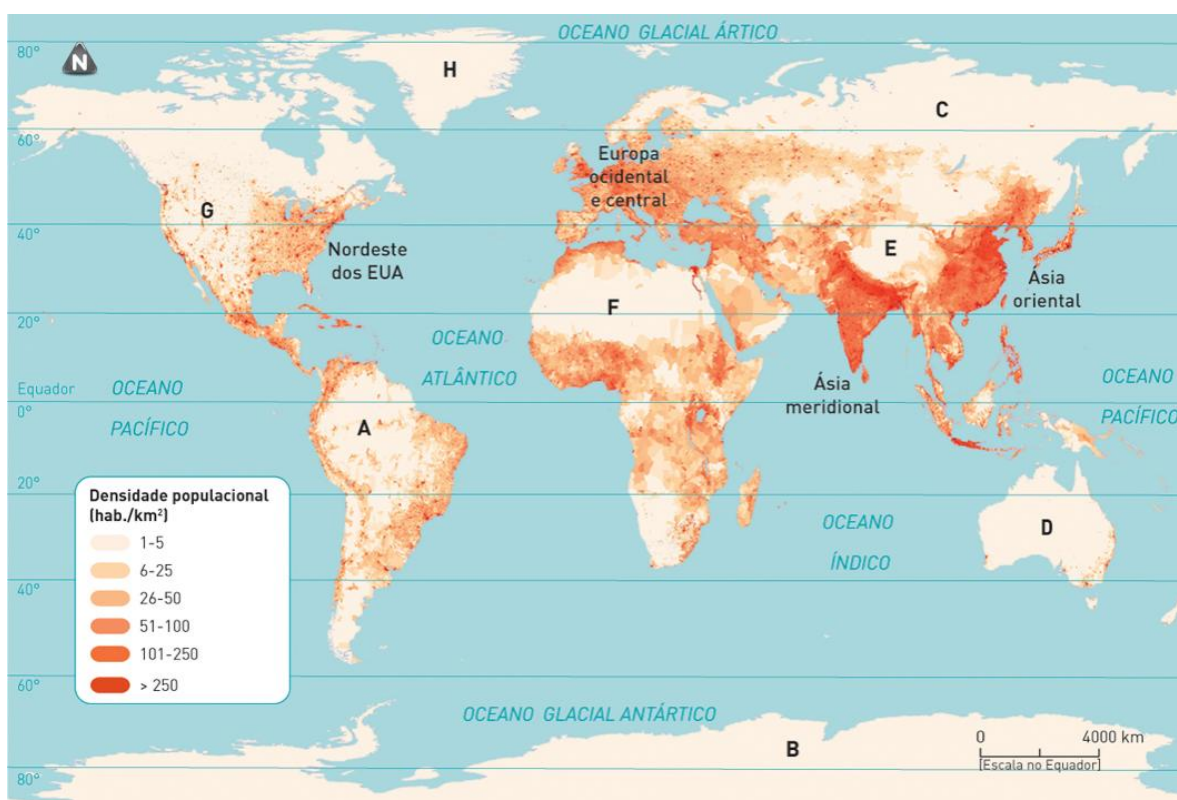 OCEANO GLACIAL ÁRTICO
80°
N
H
C
60°
Europa
ocidental
e central
G
40°
Nordeste
dos EUA
E
Ásia
oriental
F
20°
OCEANO
ATLÂNTICO
Ásia
meridional
Equador
0°
OCEANO
PACÍFICO
OCEANO
PACÍFICO
A
20°
OCEANO
ÍNDICO
D
40°
Densidade populacional
(hab./km²)
1-5
6-25
26-50
51-100
101-250
> 250
60°
OCEANO GLACIAL ANTÁRTICO
B
0 4000 km
[Escala no Equador]
80°